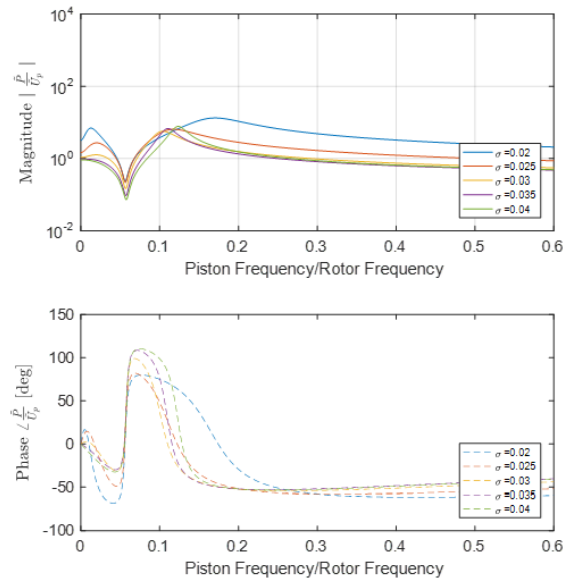 10^4
10^2
10^0
10^-2
Magnitude | P̂/Û_p |
0 0.1 0.2 0.3 0.4 0.5 0.6
Piston Frequency/Rotor Frequency
σ =0.02
σ =0.025
σ =0.03
σ =0.035
σ =0.04
150
100
50
0
-50
-100
Phase ∠ P̂/Û_p [deg]
0 0.1 0.2 0.3 0.4 0.5 0.6
Piston Frequency/Rotor Frequency
σ =0.02
σ =0.025
σ =0.03
σ =0.035
σ =0.04